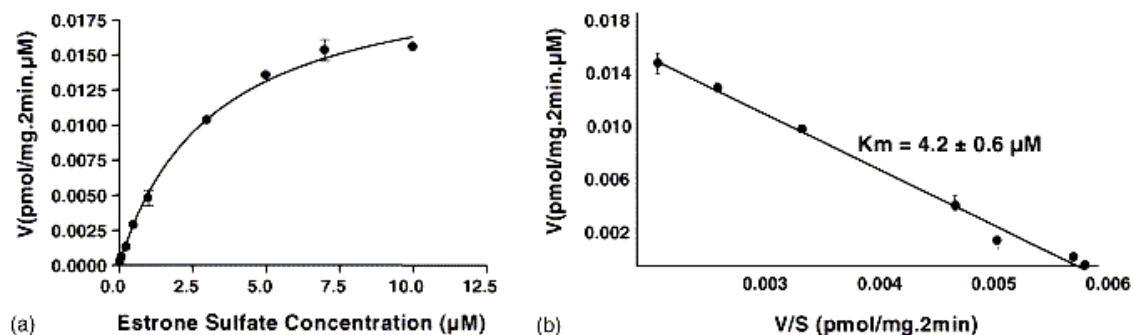 V(pmol/mg.2min.µM)
0.0175
0.0150
0.0125
0.0100
0.0075
0.0050
0.0025
0.0000
0.0 2.5 5.0 7.5 10.0 12.5
(a) Estrone Sulfate Concentration (µM)
V(pmol/mg.2min.µM)
0.018
0.014
0.010
0.006
0.002
Km = 4.2 ± 0.6 µM
0.003 0.004 0.005 0.006
(b) V/S (pmol/mg.2min)